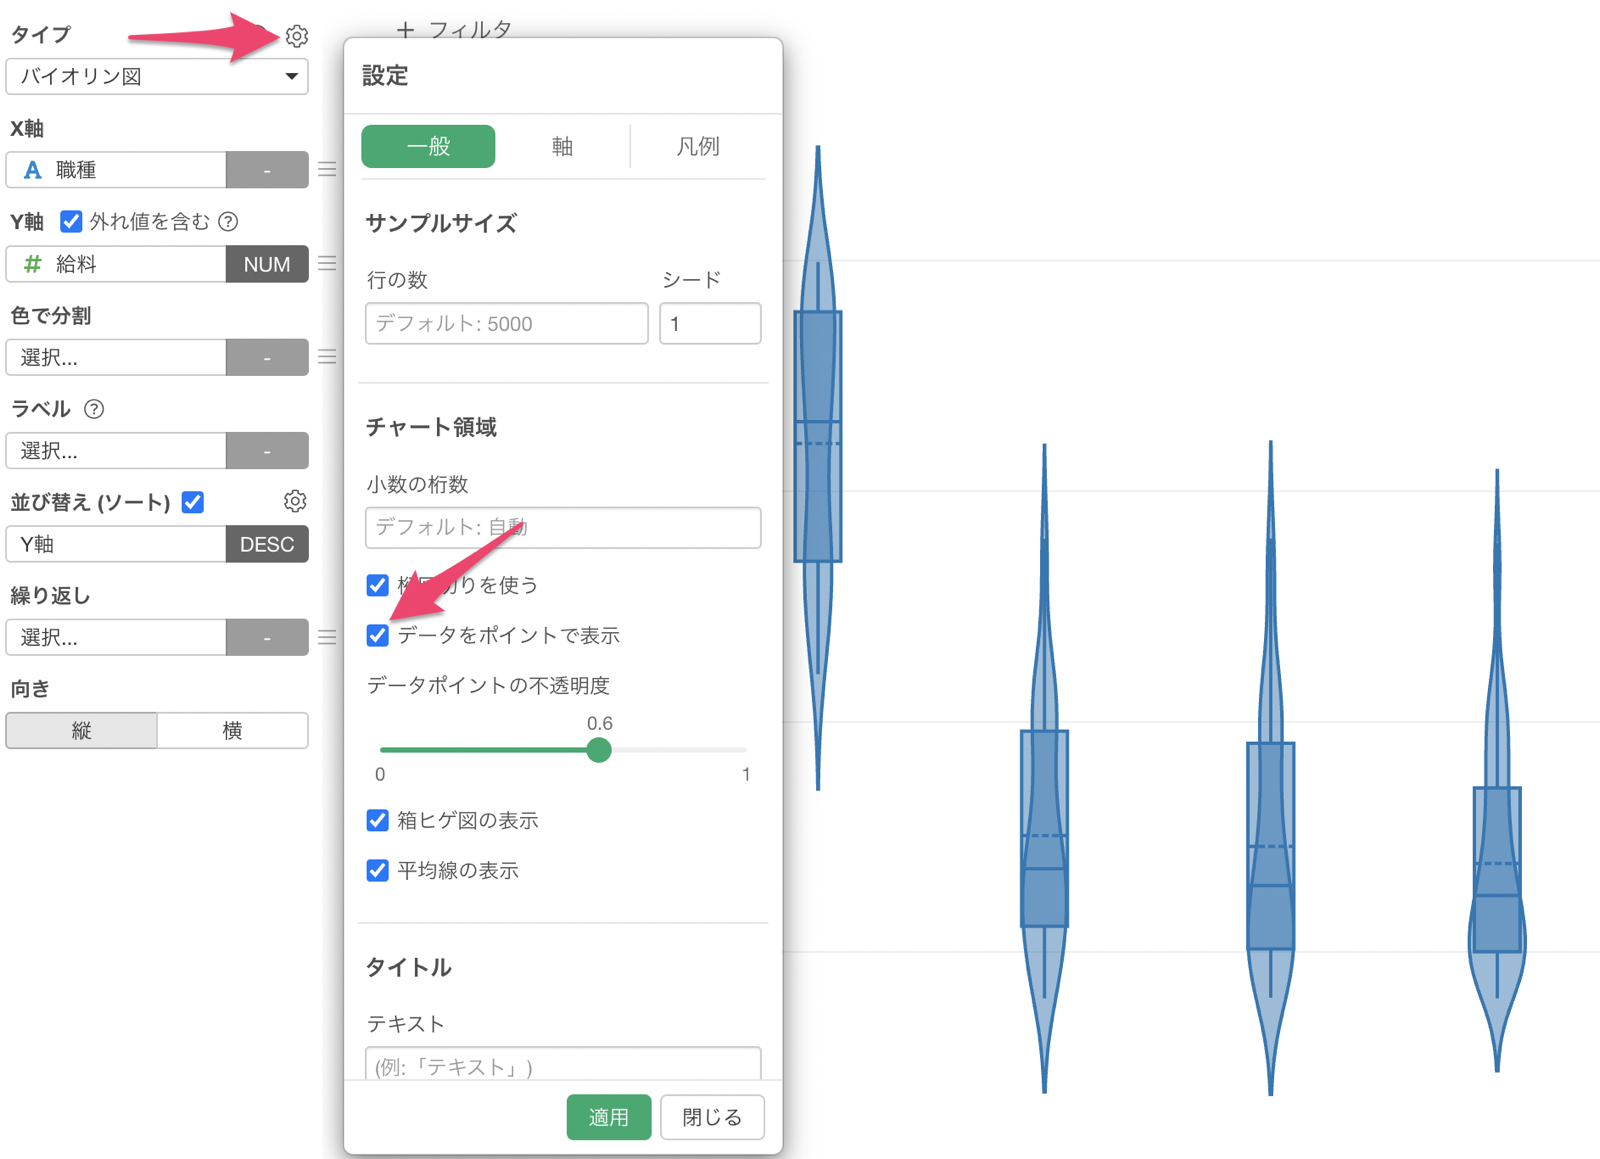 タイプ
バイオリン図
X軸
A 職種 -
Y軸 外れ値を含む ?
# 給料 NUM
色で分割
選択... -
ラベル ?
選択... -
並び替え (ソート)
Y軸 DESC
繰り返し
選択... -
向き
縦 横
+ フィルタ
設定
一般 軸 凡例
サンプルサイズ
行の数 シード
デフォルト: 5000 1
チャート領域
小数の桁数
デフォルト: 自動
切りを使う
データをポイントで表示
データポイントの不透明度
0.6
0 1
箱ヒゲ図の表示
平均線の表示
タイトル
テキスト
(例:「テキスト」)
適用 閉じる